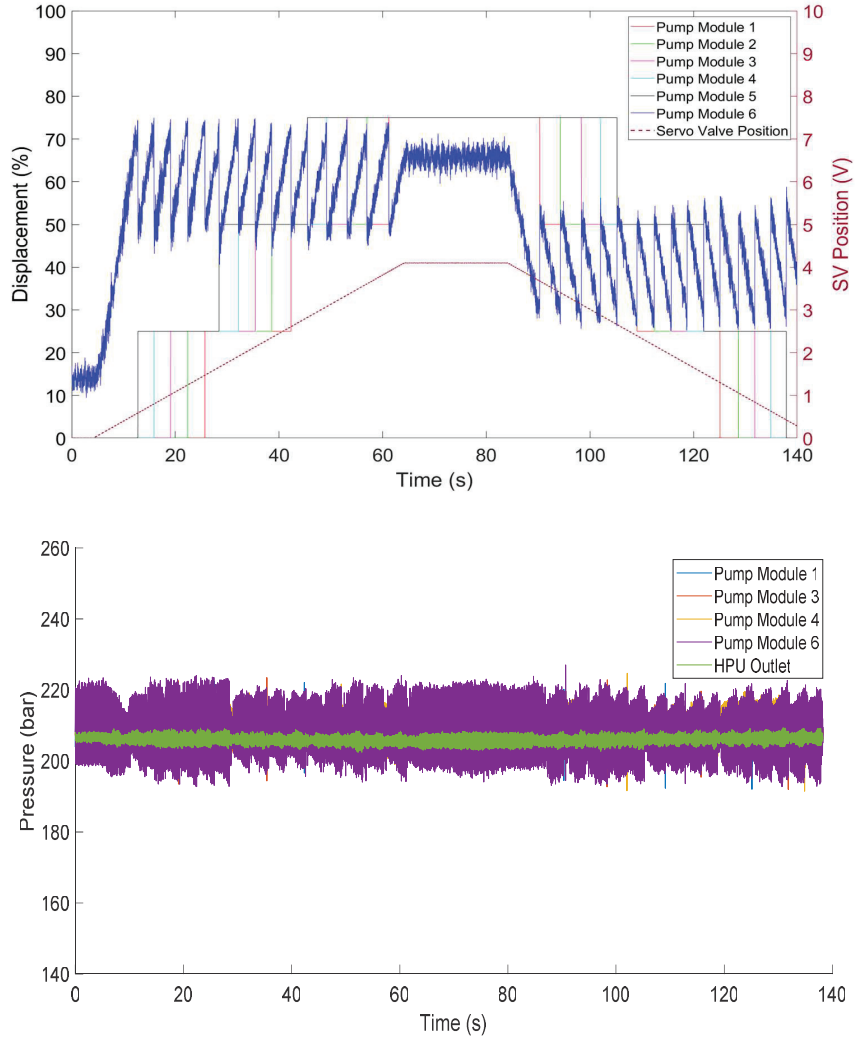 Pump Module 1
Pump Module 2
Pump Module 3
Pump Module 4
Pump Module 5
Pump Module 6
Servo Valve Position
100
90
80
70
60
50
40
30
20
10
0
Displacement (%)
10
9
8
7
6
5
4
3
2
1
0
SV Position (V)
0 20 40 60 80 100 120 140
Time (s)
Pump Module 1
Pump Module 3
Pump Module 4
Pump Module 6
HPU Outlet
260
240
220
200
180
160
140
Pressure (bar)
0 20 40 60 80 100 120 140
Time (s)